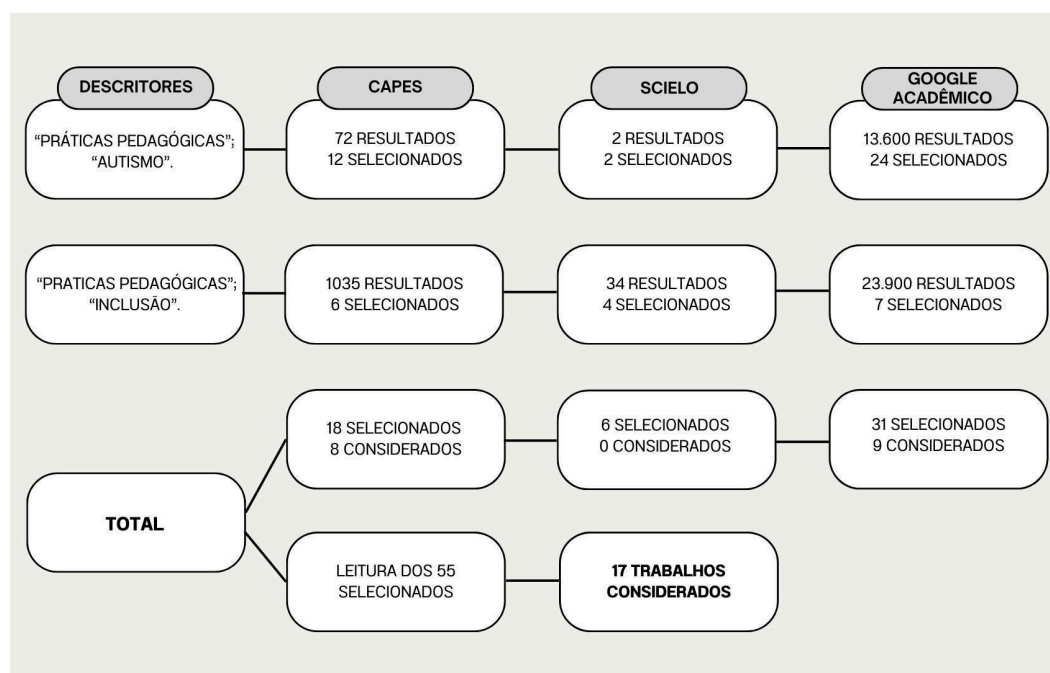 DESCRITORES
CAPES
SCIELO
GOOGLE
ACADÊMICO
“PRÁTICAS PEDAGÓGICAS”;
“AUTISMO”.
72 RESULTADOS
12 SELECIONADOS
2 RESULTADOS
2 SELECIONADOS
13.600 RESULTADOS
24 SELECIONADOS
“PRATICAS PEDAGÓGICAS”;
“INCLUSÃO”.
1035 RESULTADOS
6 SELECIONADOS
34 RESULTADOS
4 SELECIONADOS
23.900 RESULTADOS
7 SELECIONADOS
TOTAL
18 SELECIONADOS
8 CONSIDERADOS
6 SELECIONADOS
0 CONSIDERADOS
31 SELECIONADOS
9 CONSIDERADOS
LEITURA DOS 55
SELECIONADOS
17 TRABALHOS
CONSIDERADOS